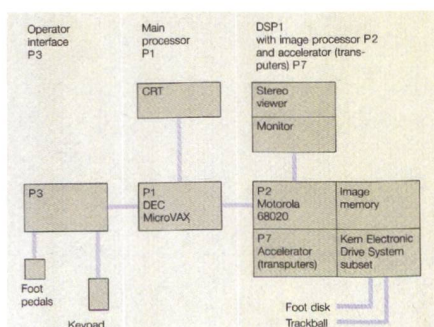 Operator
interface
P3
Main
processor
P1
DSP1
with image processor P2
and accelerator (trans-
puters) P7
CRT
Stereo
viewer
Monitor
P3
P1
DEC
MicroVAX
P2
Motorola
68020
Image
memory
P7
Accelerator
(transputers)
Kern Electronic
Drive System
subset
Foot
pedals
Keypad
Foot disk
Trackball